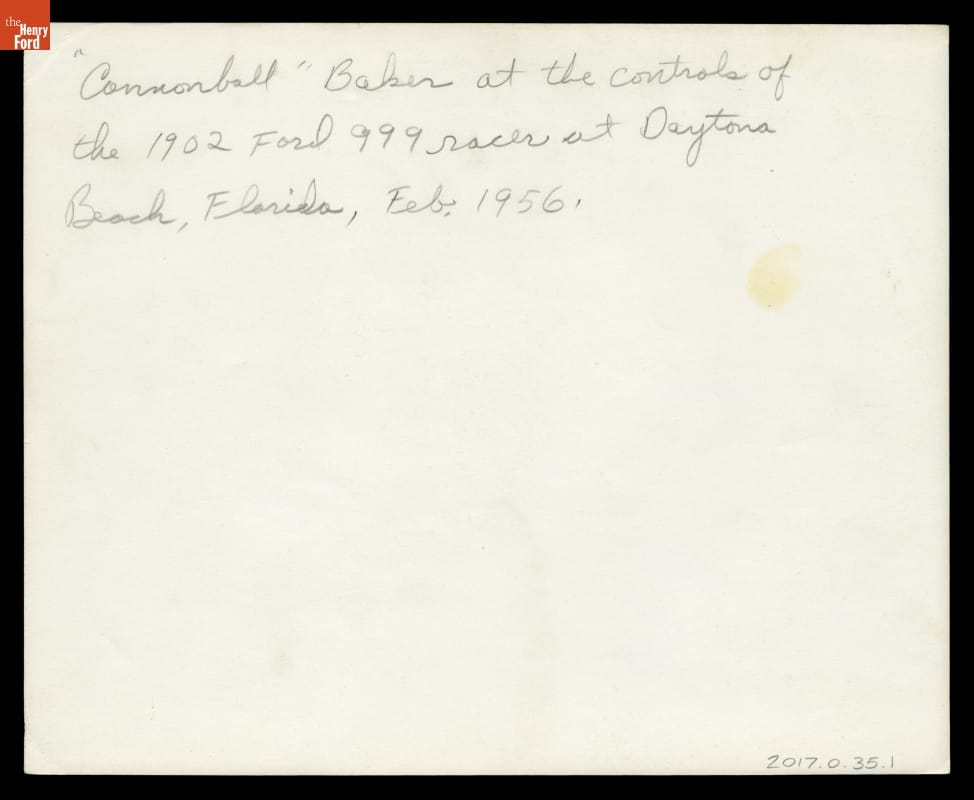 the
Henry
Ford
"Cannonball" Baker at the controls of
the 1902 Ford 999 racer at Daytona
Beach, Florida, Feb. 1956.
2017.0.35.1